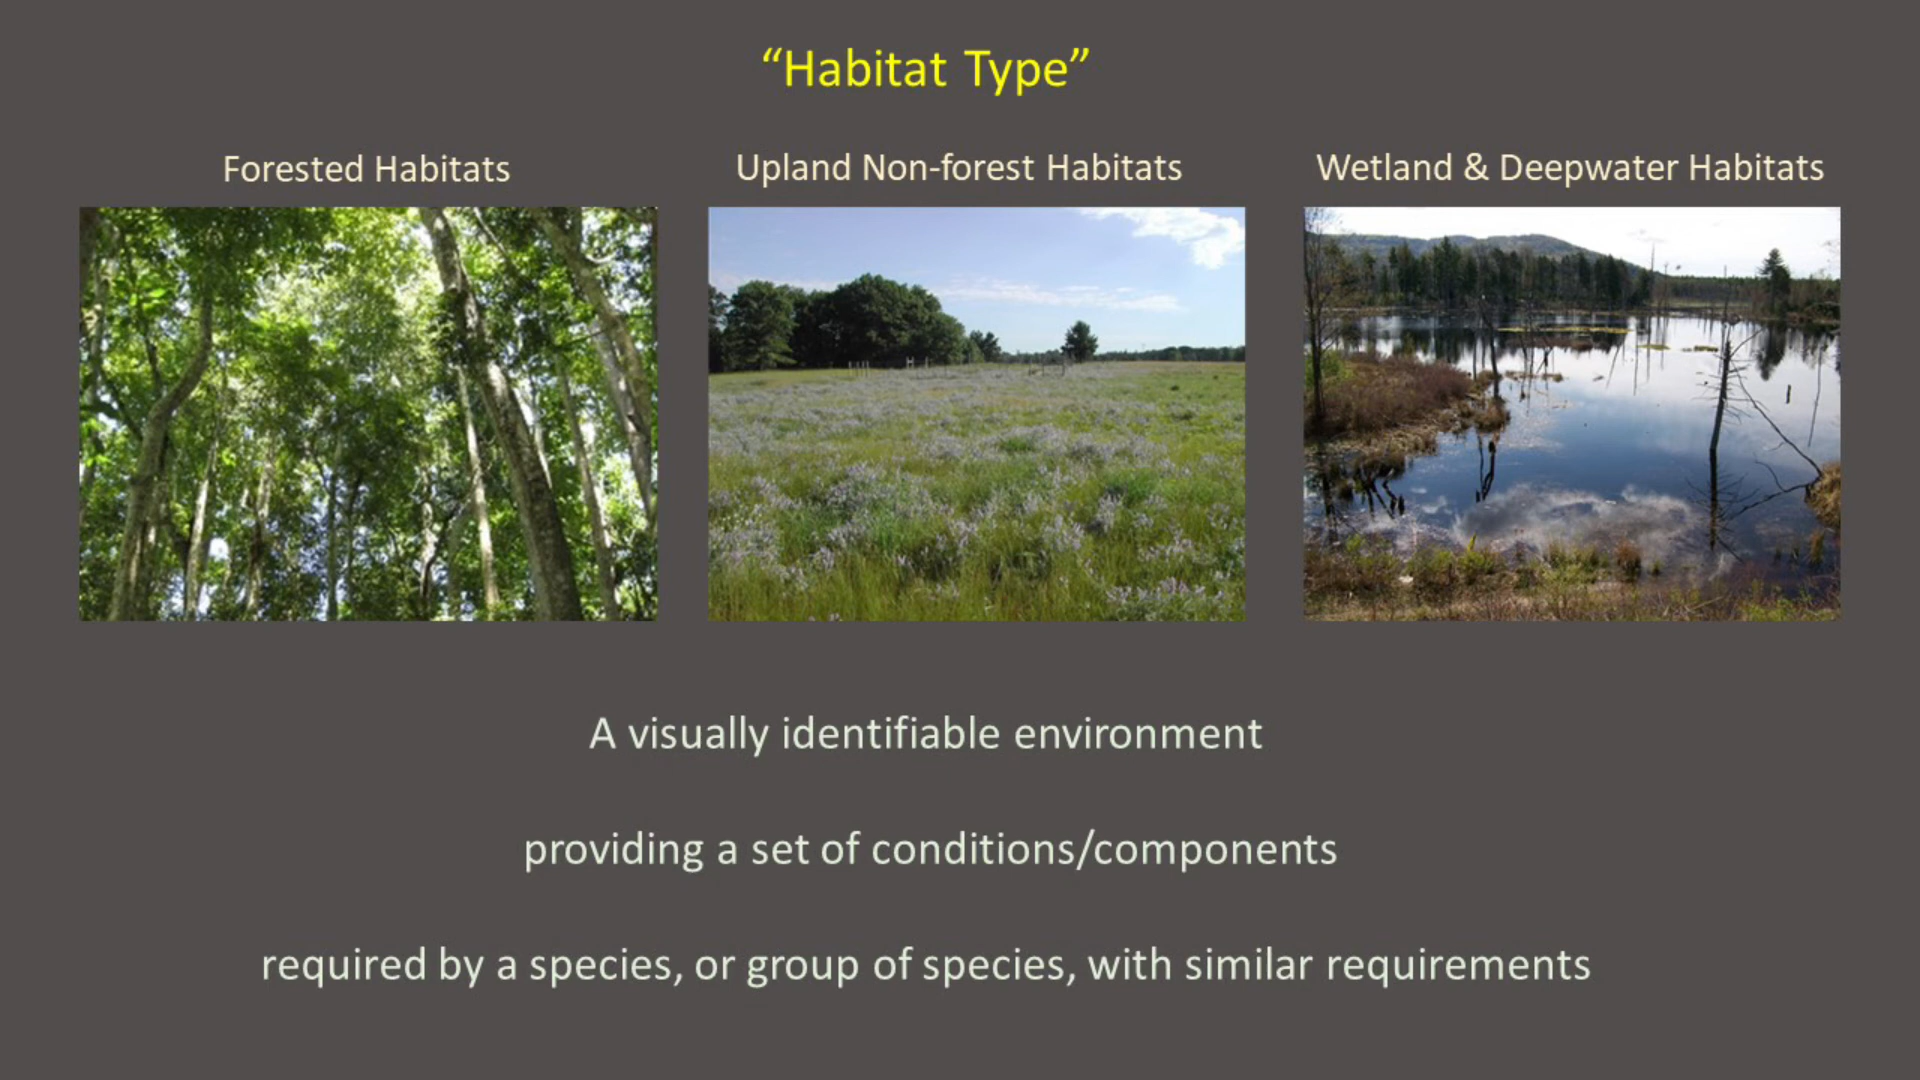 “Habitat Type”
Forested Habitats
Upland Non-forest Habitats
Wetland & Deepwater Habitats
A visually identifiable environment
providing a set of conditions/components
required by a species, or group of species, with similar requirements